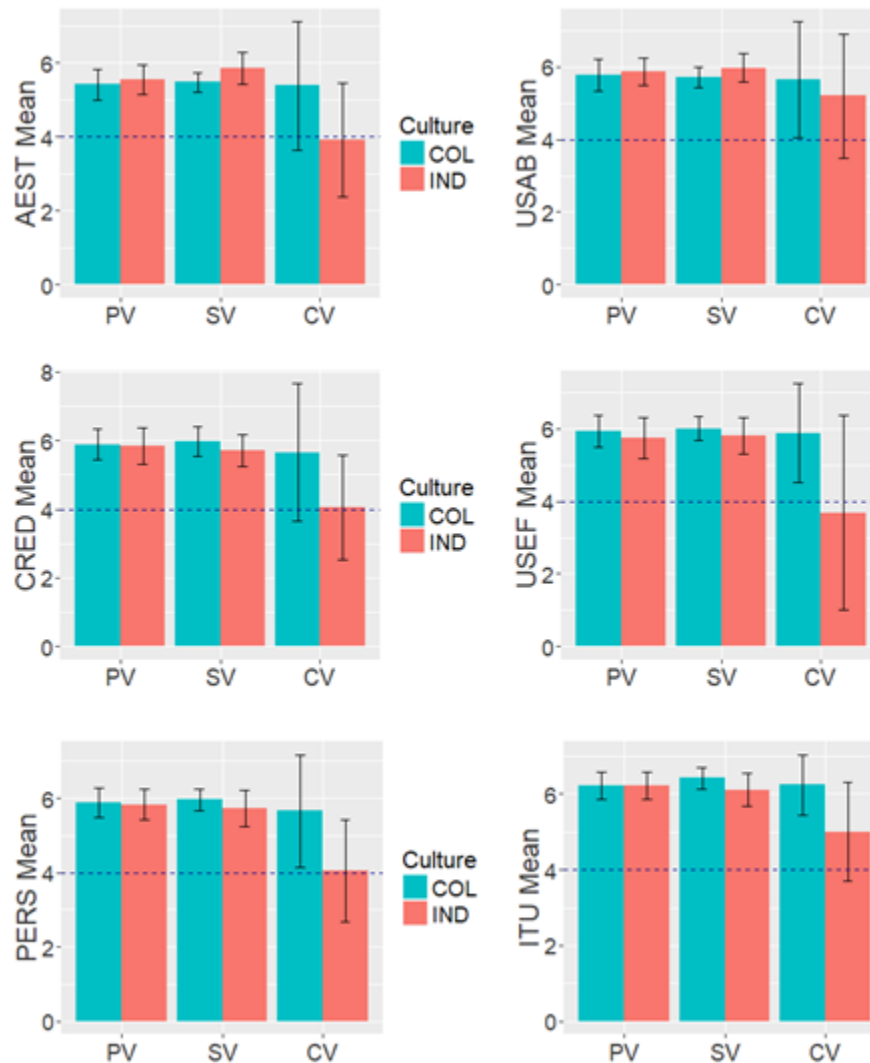 AEST Mean
6
4
2
0
PV SV CV
Culture
COL
IND
USAB Mean
6
4
2
0
PV SV CV
CRED Mean
8
6
4
2
0
PV SV CV
Culture
COL
IND
USEF Mean
6
4
2
0
PV SV CV
PERS Mean
6
4
2
0
PV SV CV
Culture
COL
IND
ITU Mean
6
4
2
0
PV SV CV